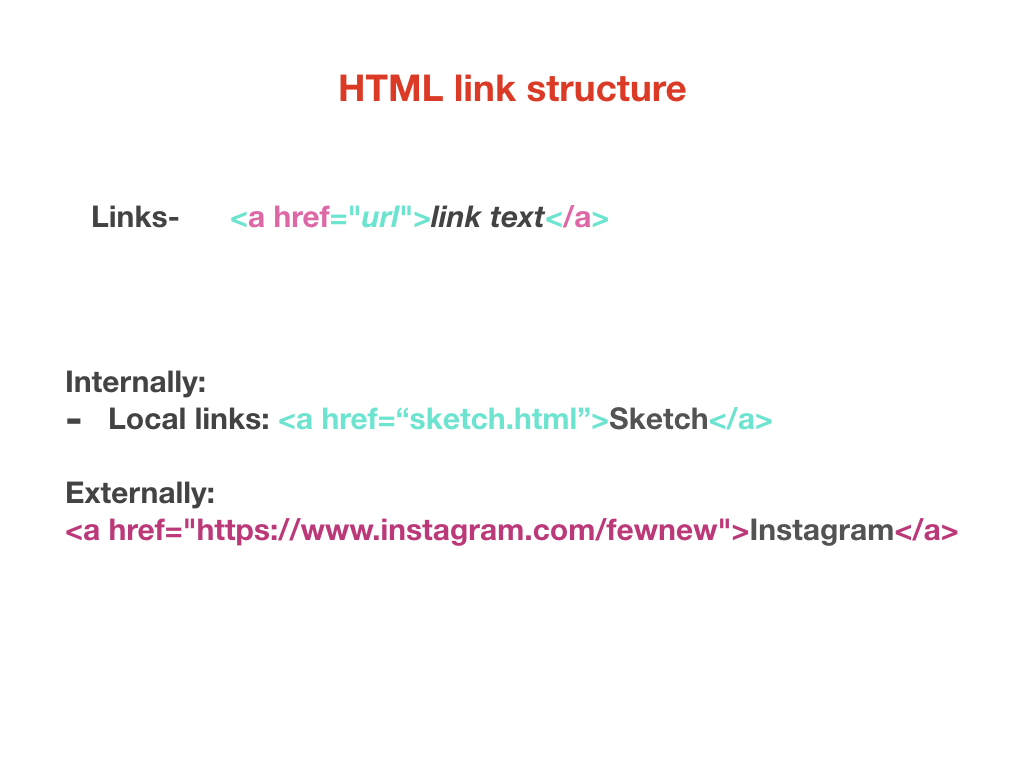 HTML link structure
Links- <a href="url">link text</a>
Internally:
- Local links: <a href=“sketch.html”>Sketch</a>
Externally:
<a href="https://www.instagram.com/fewnew">Instagram</a>